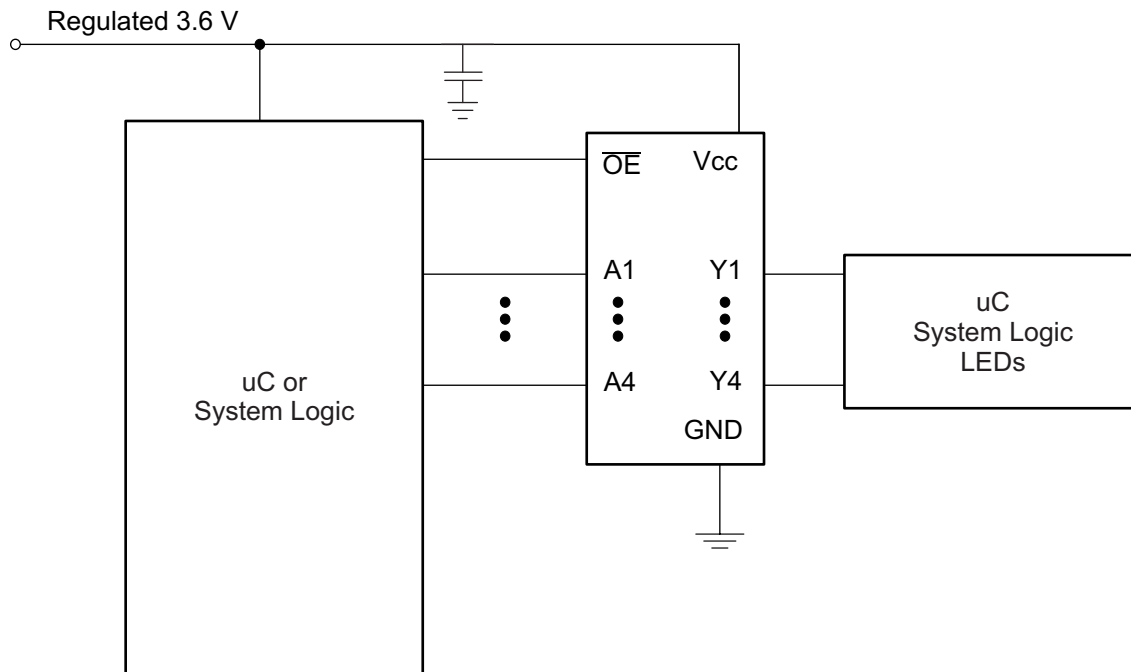 Regulated 3.6 V
OE Vcc
A1 Y1
A4 Y4
GND
uC or
System Logic
uC
System Logic
LEDs